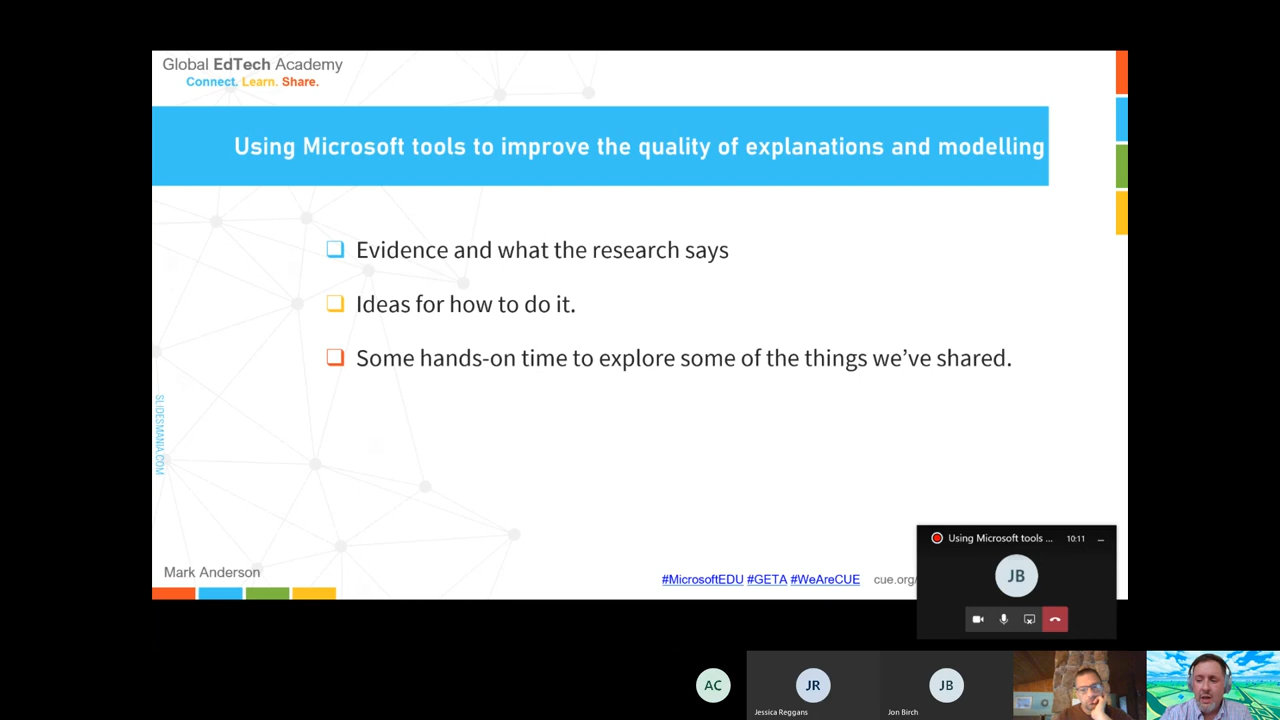 Global EdTech Academy
Connect. Learn. Share.
Using Microsoft tools to improve the quality of explanations and modelling
Evidence and what the research says
Ideas for how to do it.
Some hands-on time to explore some of the things we've shared.
SLIDESMANIA.COM
Mark Anderson
#MicrosoftEDU #GETA #WeAreCUE cue.org/
Using Microsoft tools ... 10:11
JB
AC
JR
JB
Jessica Reggans
Jon Birch